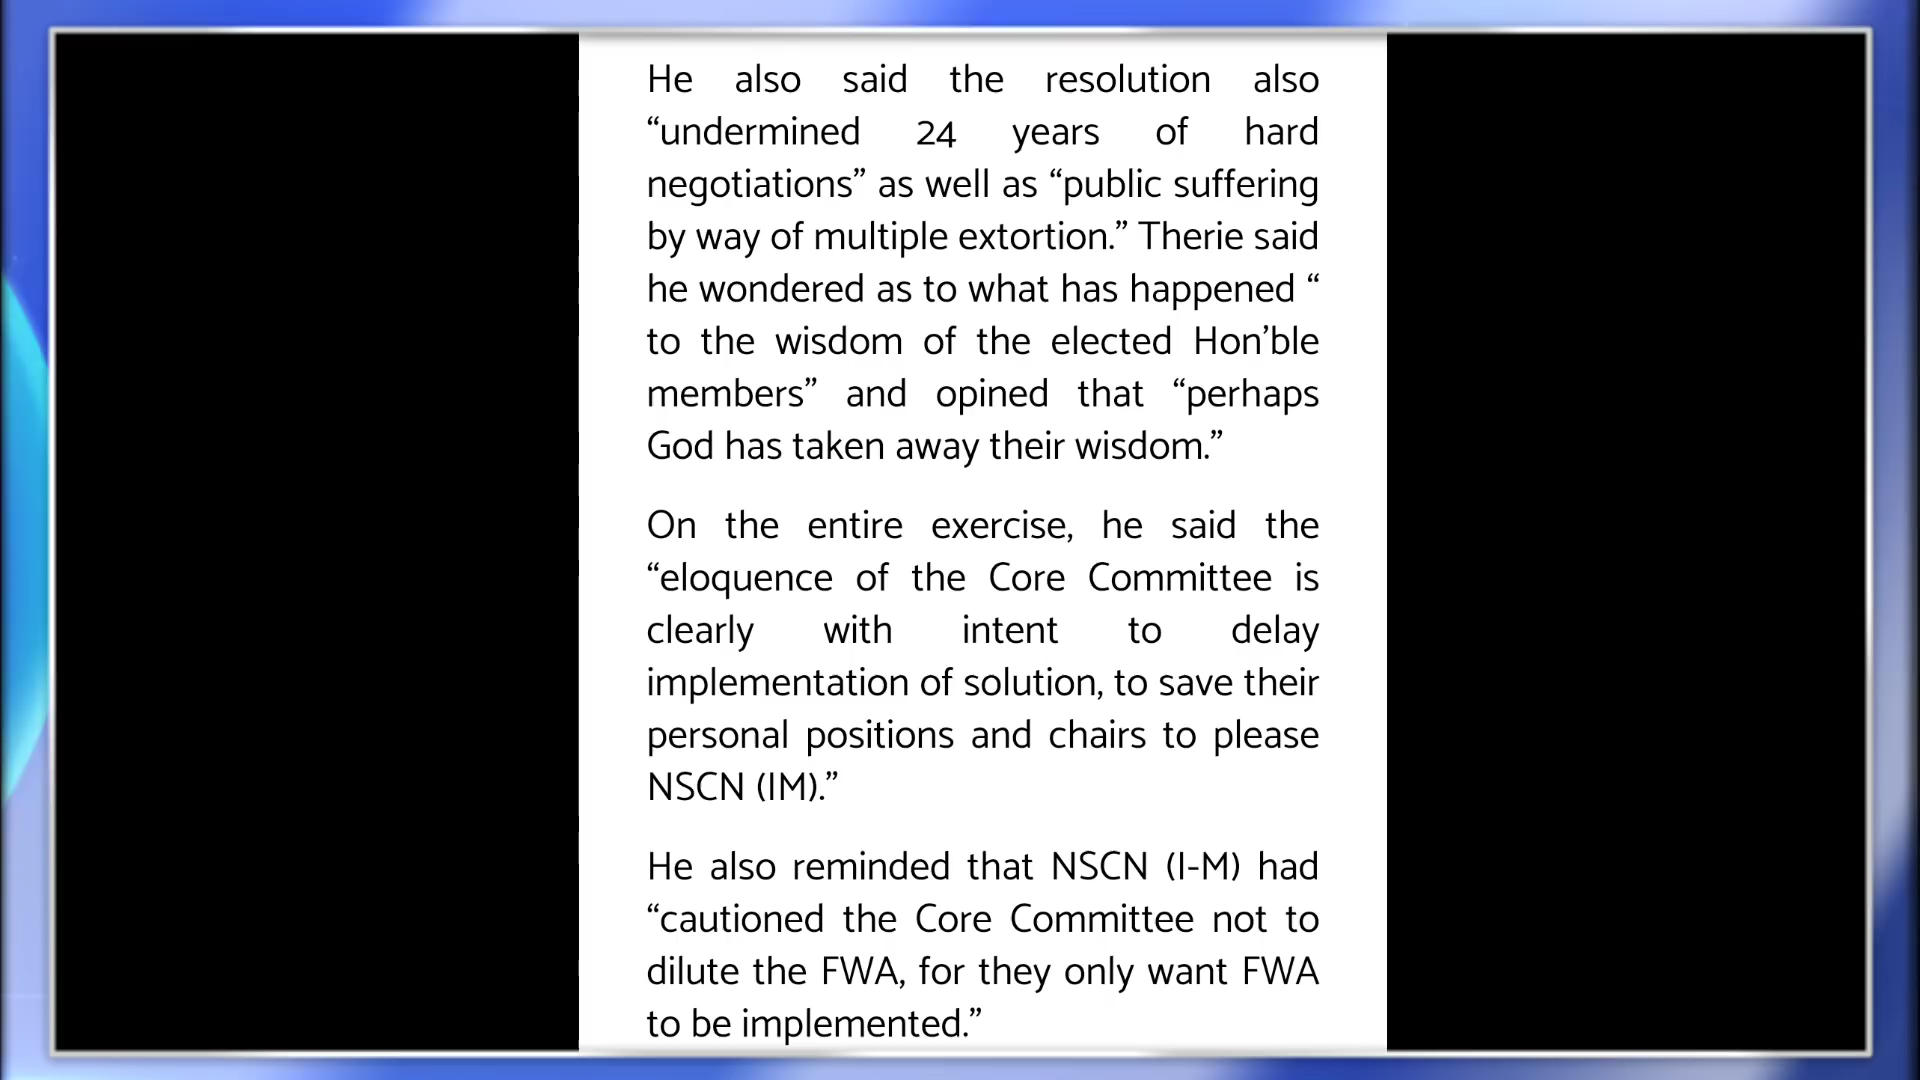 He also said the resolution also
“undermined 24 years of hard
negotiations” as well as “public suffering
by way of multiple extortion.” Therie said
he wondered as to what has happened “
to the wisdom of the elected Hon’ble
members” and opined that “perhaps
God has taken away their wisdom.”
On the entire exercise, he said the
“eloquence of the Core Committee is
clearly with intent to delay
implementation of solution, to save their
personal positions and chairs to please
NSCN (IM).”
He also reminded that NSCN (I-M) had
“cautioned the Core Committee not to
dilute the FWA, for they only want FWA
to be implemented.”